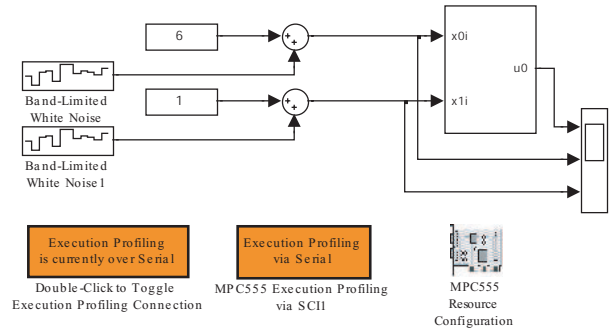 6
x0i
u0
Band-Limited
White Noise
1
x1i
Band-Limited
White Noise1
Execution Profiling
is currently over Serial
Double-Click to Toggle
Execution Profiling Connection
Execution Profiling
via Serial
MPC555 Execution Profiling
via SCI1
MPC555
Resource
Configuration